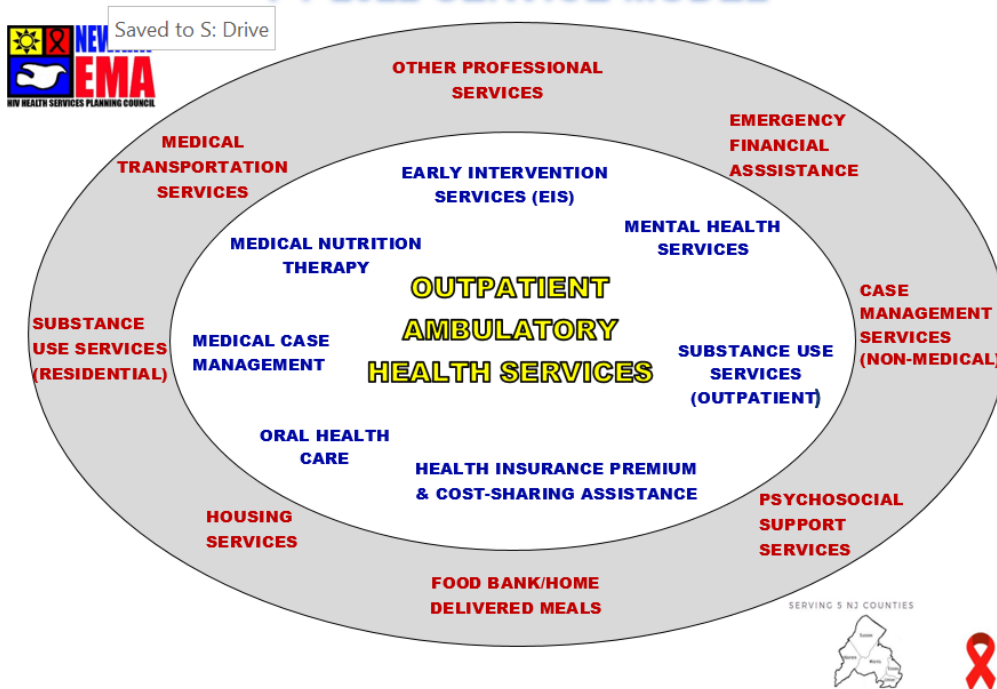 Saved to S: Drive
EMA
HIV HEALTH SERVICES PLANNING COUNCIL
OTHER PROFESSIONAL
SERVICES
EMERGENCY
FINANCIAL
ASSSISTANCE
MEDICAL
TRANSPORTATION
SERVICES
EARLY INTERVENTION
SERVICES (EIS)
MENTAL HEALTH
SERVICES
MEDICAL NUTRITION
THERAPY
OUTPATIENT
AMBULATORY
HEALTH SERVICES
CASE
MANAGEMENT
SERVICES
(NON-MEDICAL)
SUBSTANCE
USE SERVICES
(RESIDENTIAL)
MEDICAL CASE
MANAGEMENT
SUBSTANCE USE
SERVICES
(OUTPATIENT)
ORAL HEALTH
CARE
HEALTH INSURANCE PREMIUM
& COST-SHARING ASSISTANCE
HOUSING
SERVICES
PSYCHOSOCIAL
SUPPORT
SERVICES
FOOD BANK/HOME
DELIVERED MEALS
SERVING 5 NJ COUNTIES